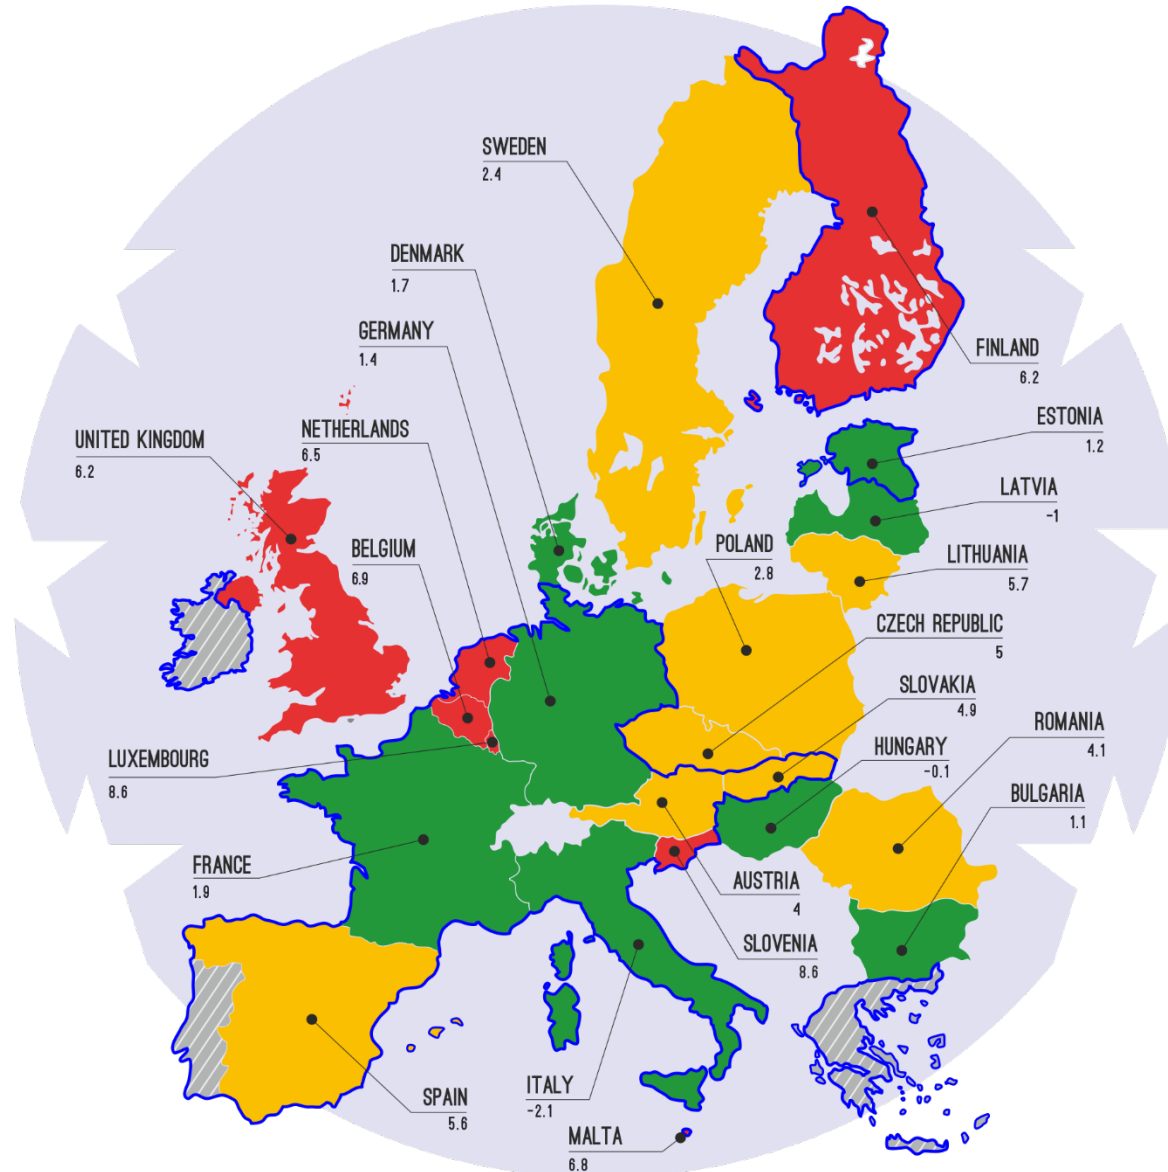 SWEDEN
2.4
DENMARK
1.7
GERMANY
1.4
FINLAND
6.2
NETHERLANDS
6.5
ESTONIA
1.2
UNITED KINGDOM
6.2
LATVIA
-1
BELGIUM
6.9
POLAND
2.8
LITHUANIA
5.7
CZECH REPUBLIC
5
SLOVAKIA
4.9
ROMANIA
4.1
LUXEMBOURG
8.6
HUNGARY
-0.1
BULGARIA
1.1
FRANCE
1.9
AUSTRIA
4
SLOVENIA
8.6
SPAIN
5.6
ITALY
-2.1
MALTA
6.8